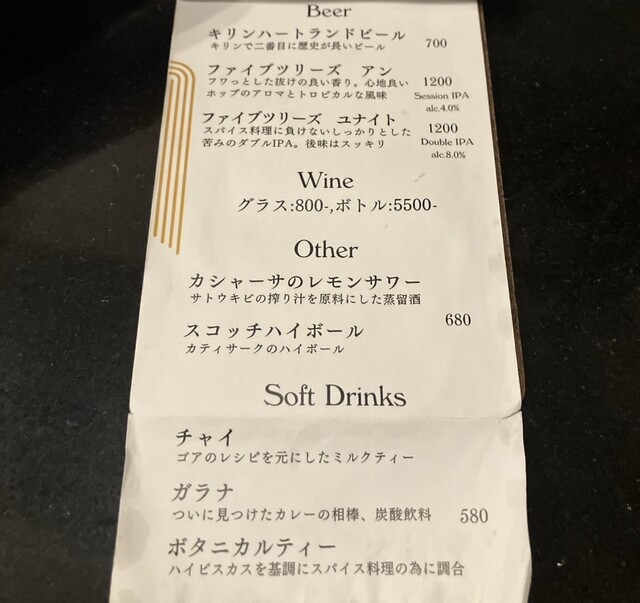 Beer
キリンハートランドビール
キリンで二番目に歴史が長いビール
700
ファイブツリーズ アン
フワっとした抜けの良い香り。心地良い
ホップのアロマとトロピカルな風味
1200
Session IPA
alc.4.0%
ファイブツリーズ ユナイト
スパイス料理に負けないしっかりとした
苦みのダブルIPA。後味はスッキリ
1200
Double IPA
alc.8.0%
Wine
グラス:800-,ボトル:5500-
Other
カシャーサのレモンサワー
サトウキビの搾り汁を原料にした蒸留酒
680
スコッチハイボール
カティサークのハイボール
Soft Drinks
チャイ
ゴアのレシピを元にしたミルクティー
ガラナ
ついに見つけたカレーの相棒、炭酸飲料
580
ボタニカルティー
ハイビスカスを基調にスパイス料理の為に調合